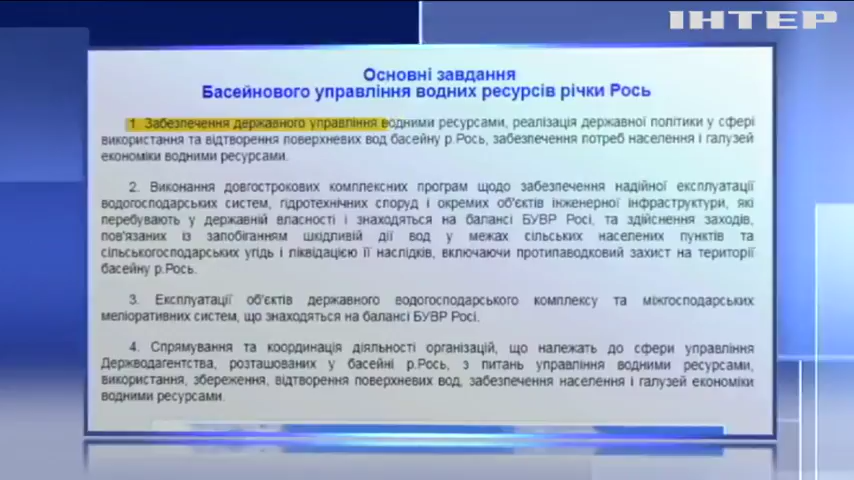 ІНТЕР
Основні завдання
Басейнового управління водних ресурсів річки Рось
1. Забезпечення державного управління водними ресурсами, реалізація державної політики у сфері
використання та відтворення поверхневих вод басейну р.Рось, забезпечення потреб населення і галузей
економіки водними ресурсами.
2. Виконання довгострокових комплексних програм щодо забезпечення надійної експлуатації
водогосподарських систем, гідротехнічних споруд і окремих об'єктів інженерної інфраструктури, які
перебувають у державній власності і знаходяться на балансі БУВР Росі, та здійснення заходів,
пов'язаних із запобіганням шкідливій дії вод у межах сільських населених пунктів та
сільськогосподарських угідь і ліквідацією її наслідків, включаючи протипаводковий захист на території
басейну р.Рось.
3. Експлуатації об'єктів державного водогосподарського комплексу та міжгосподарських
меліоративних систем, що знаходяться на балансі БУВР Росі.
4. Спрямування та координація діяльності організацій, що належать до сфери управління
Держводагентства, розташованих у басейні р.Рось, з питань управління водними ресурсами,
використання, збереження, відтворення поверхневих вод, забезпечення населення і галузей економіки
водними ресурсами.